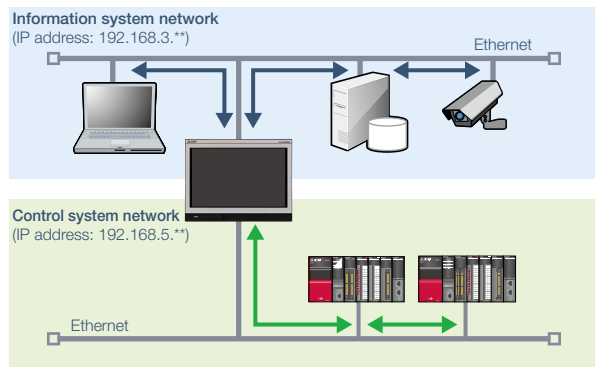 Information system network
(IP address: 192.168.3.**)
Ethernet
Control system network
(IP address: 192.168.5.**)
Ethernet